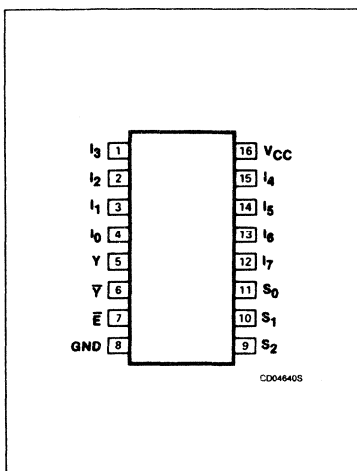 I3 1 16 VCC
I2 2 15 I4
I1 3 14 I5
I0 4 13 I6
Y 5 12 I7
Y̅ 6 11 S0
E̅ 7 10 S1
GND 8 9 S2
CD04640S